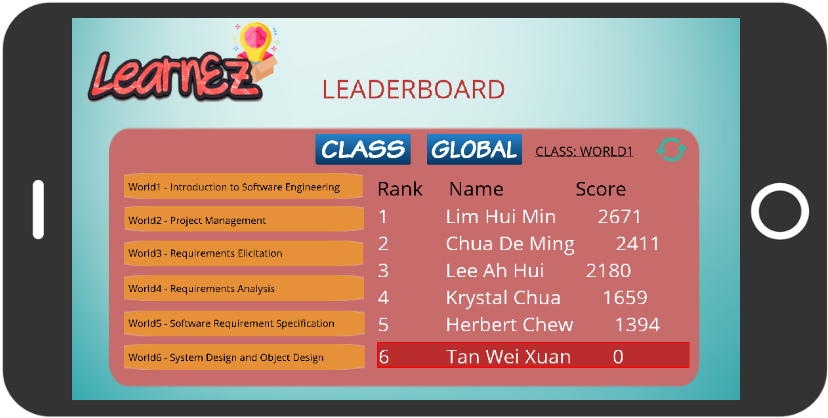 LearnEz
LEADERBOARD
CLASS GLOBAL CLASS: WORLD1
World1 - Introduction to Software Engineering
World2 - Project Management
World3 - Requirements Elicitation
World4 - Requirements Analysis
World5 - Software Requirement Specification
World6 - System Design and Object Design
Rank Name Score
1 Lim Hui Min 2671
2 Chua De Ming 2411
3 Lee Ah Hui 2180
4 Krystal Chua 1659
5 Herbert Chew 1394
6 Tan Wei Xuan 0